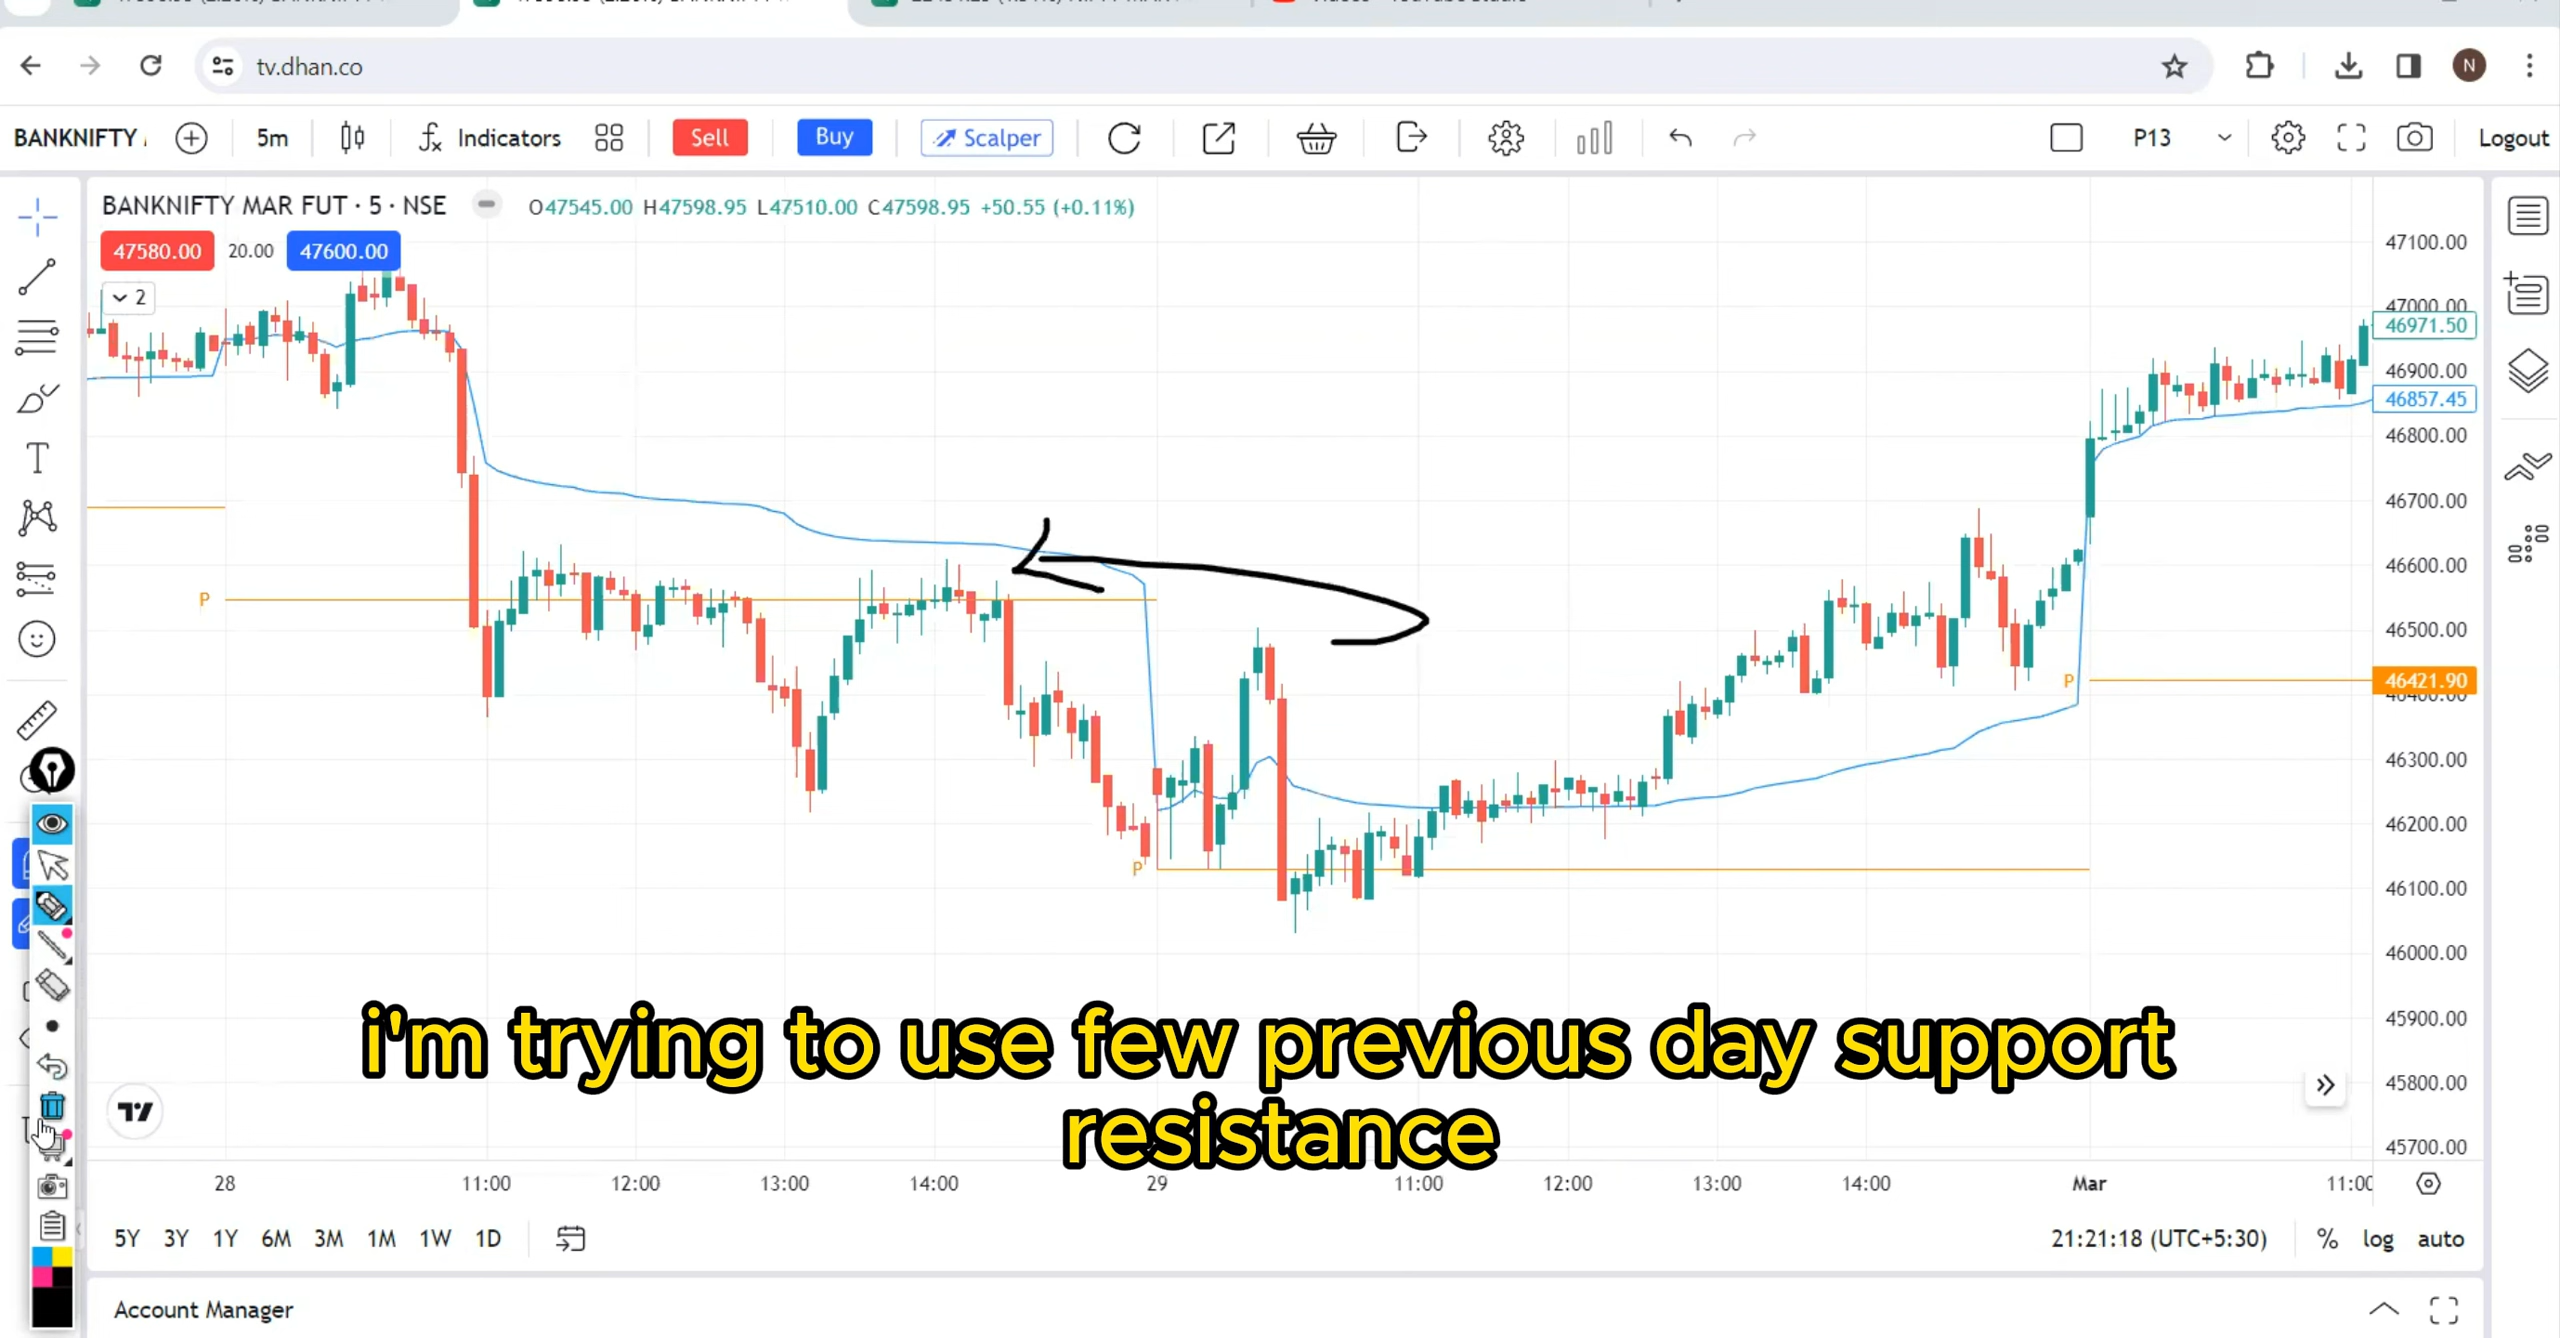 tv.dhan.co
N
BANKNIFTY
5m
Indicators
Sell
Buy
Scalper
P13
Logout
BANKNIFTY MAR FUT · 5 · NSE
O47545.00 H47598.95 L47510.00 C47598.95 +50.55 (+0.11%)
47580.00
20.00
47600.00
2
47100.00
47000.00
46971.50
46900.00
46857.45
46800.00
46700.00
46600.00
46500.00
46421.90
46400.00
46300.00
46200.00
46100.00
46000.00
45900.00
45800.00
45700.00
P
P
P
i'm trying to use few previous day support
resistance
28
11:00
12:00
13:00
14:00
29
11:00
12:00
13:00
14:00
Mar
11:00
5Y
3Y
1Y
6M
3M
1M
1W
1D
21:21:18 (UTC+5:30)
%
log
auto
Account Manager